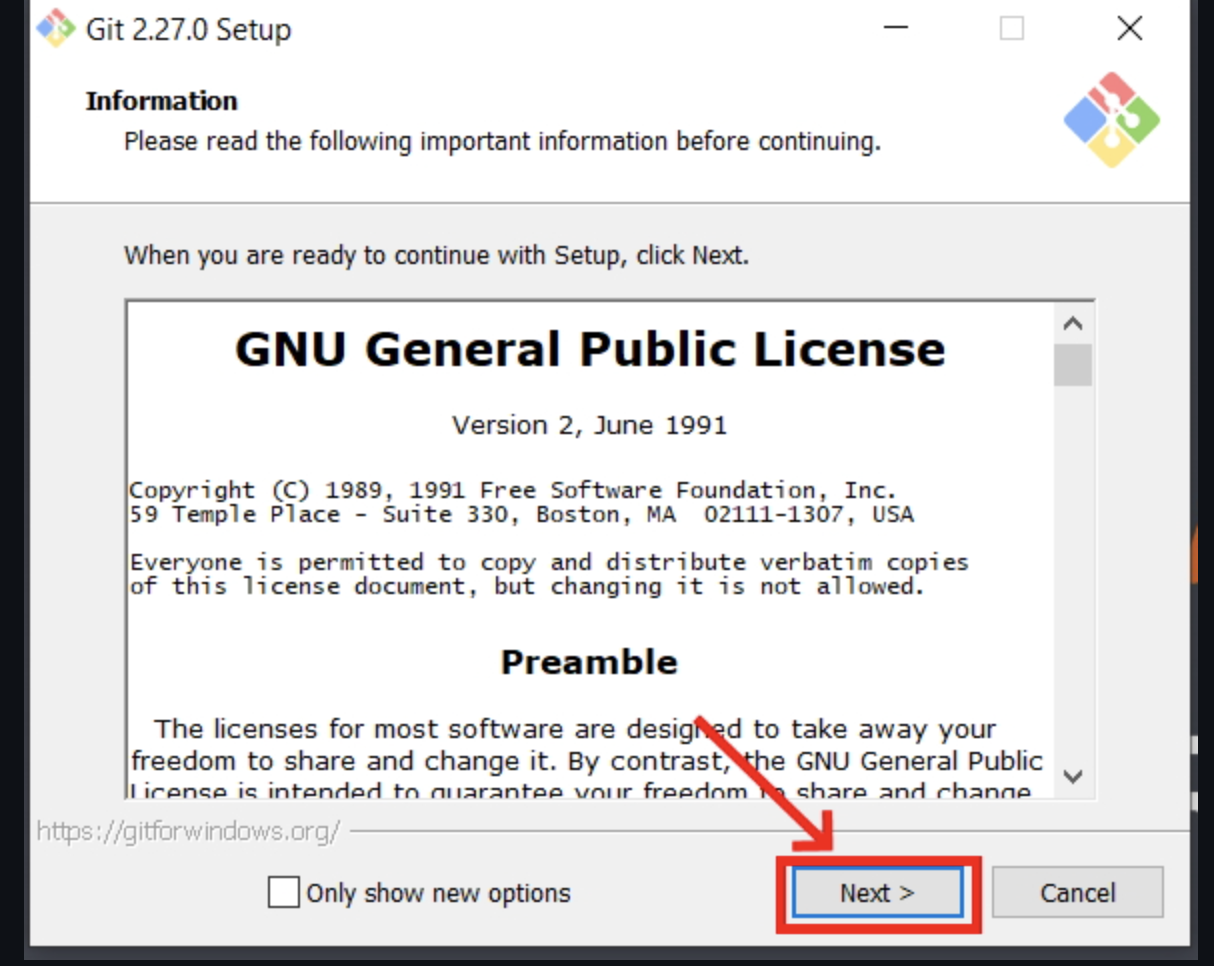 Git 2.27.0 Setup
Information
Please read the following important information before continuing.
When you are ready to continue with Setup, click Next.
GNU General Public License
Version 2, June 1991
Copyright (C) 1989, 1991 Free Software Foundation, Inc.
59 Temple Place - Suite 330, Boston, MA  02111-1307, USA
Everyone is permitted to copy and distribute verbatim copies
of this license document, but changing it is not allowed.
Preamble
The licenses for most software are designed to take away your
freedom to share and change it. By contrast, the GNU General Public
License is intended to guarantee your freedom to share and change
https://gitforwindows.org/
Only show new options
Next >
Cancel